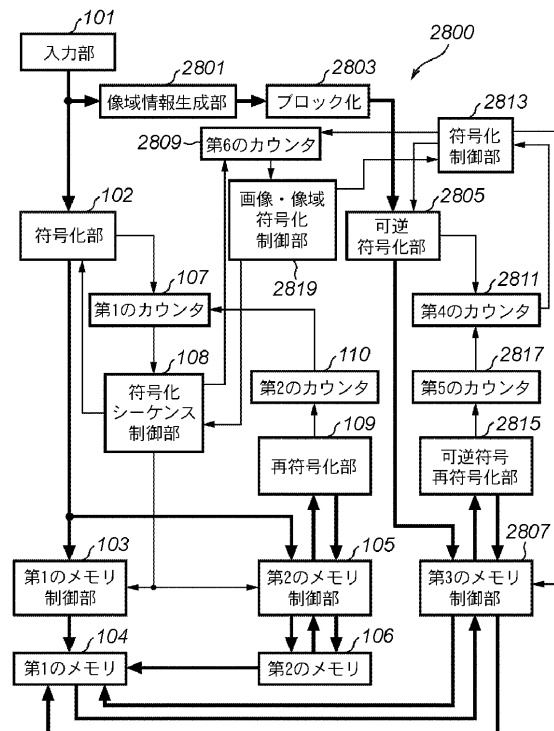 101
入力部
2800
2801
像域情報生成部
2803
ブロック化
2813
符号化
制御部
2809
第6のカウンタ
102
符号化部
画像・像域
符号化
制御部
2819
2805
可逆
符号化部
107
第1のカウンタ
2811
第4のカウンタ
108
符号化
シーケンス
制御部
110
第2のカウンタ
2817
第5のカウンタ
109
再符号化部
2815
可逆符号
再符号化部
103
第1のメモリ
制御部
105
第2のメモリ
制御部
2807
第3のメモリ
制御部
104
第1のメモリ
106
第2のメモリ